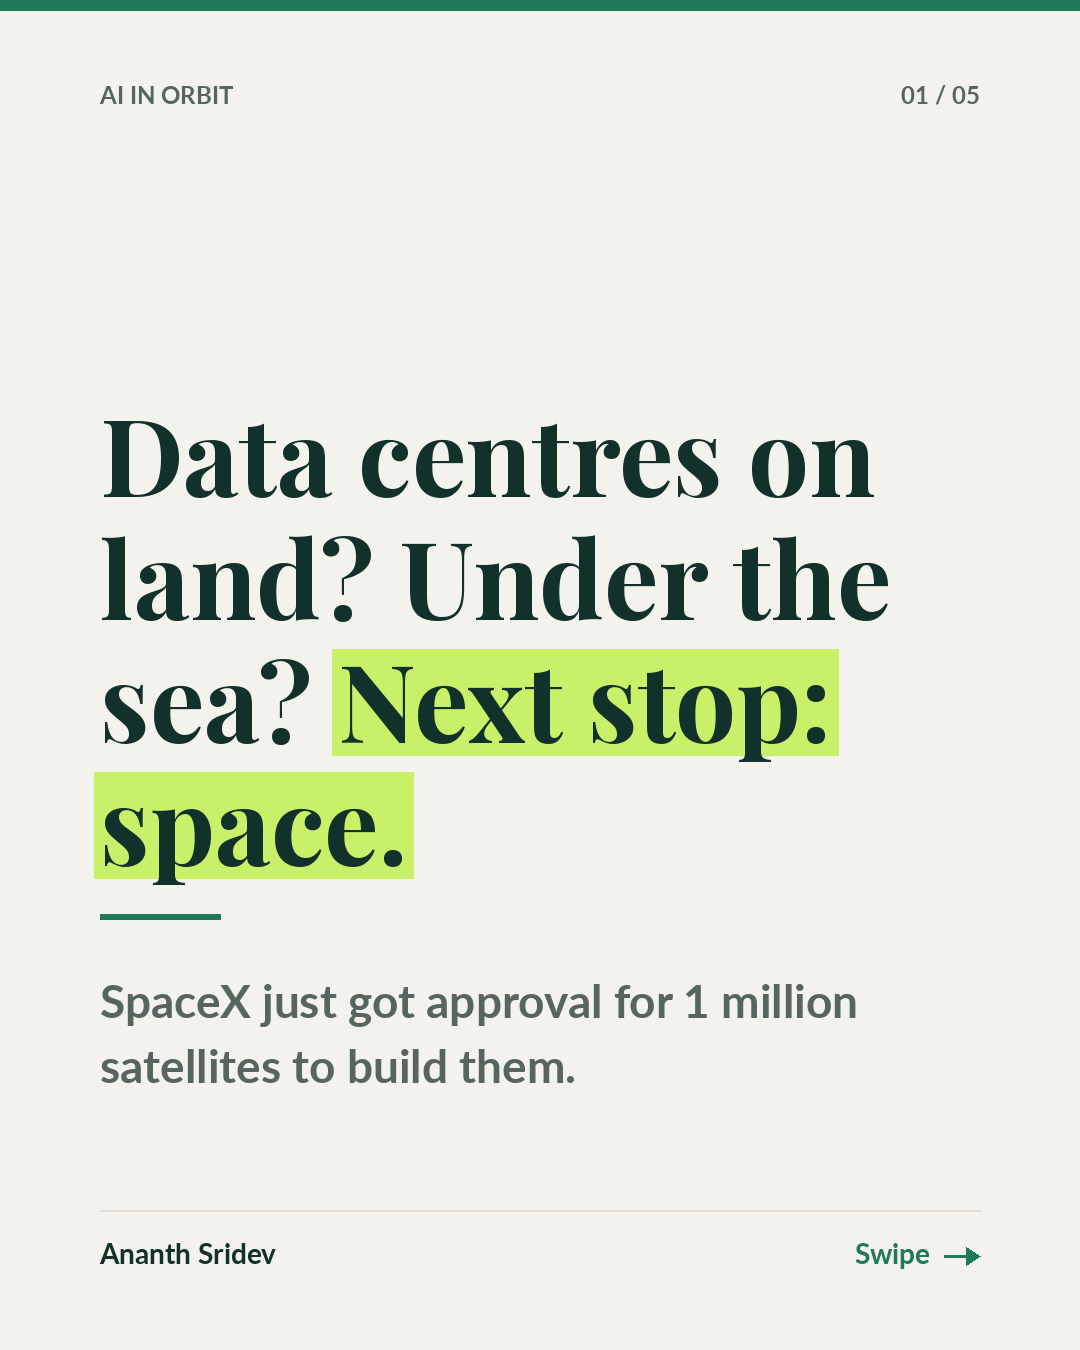 AI IN ORBIT
01 / 05
Data centres on
land? Under the
sea? Next stop:
space.
SpaceX just got approval for 1 million
satellites to build them.
Ananth Sridev
Swipe →